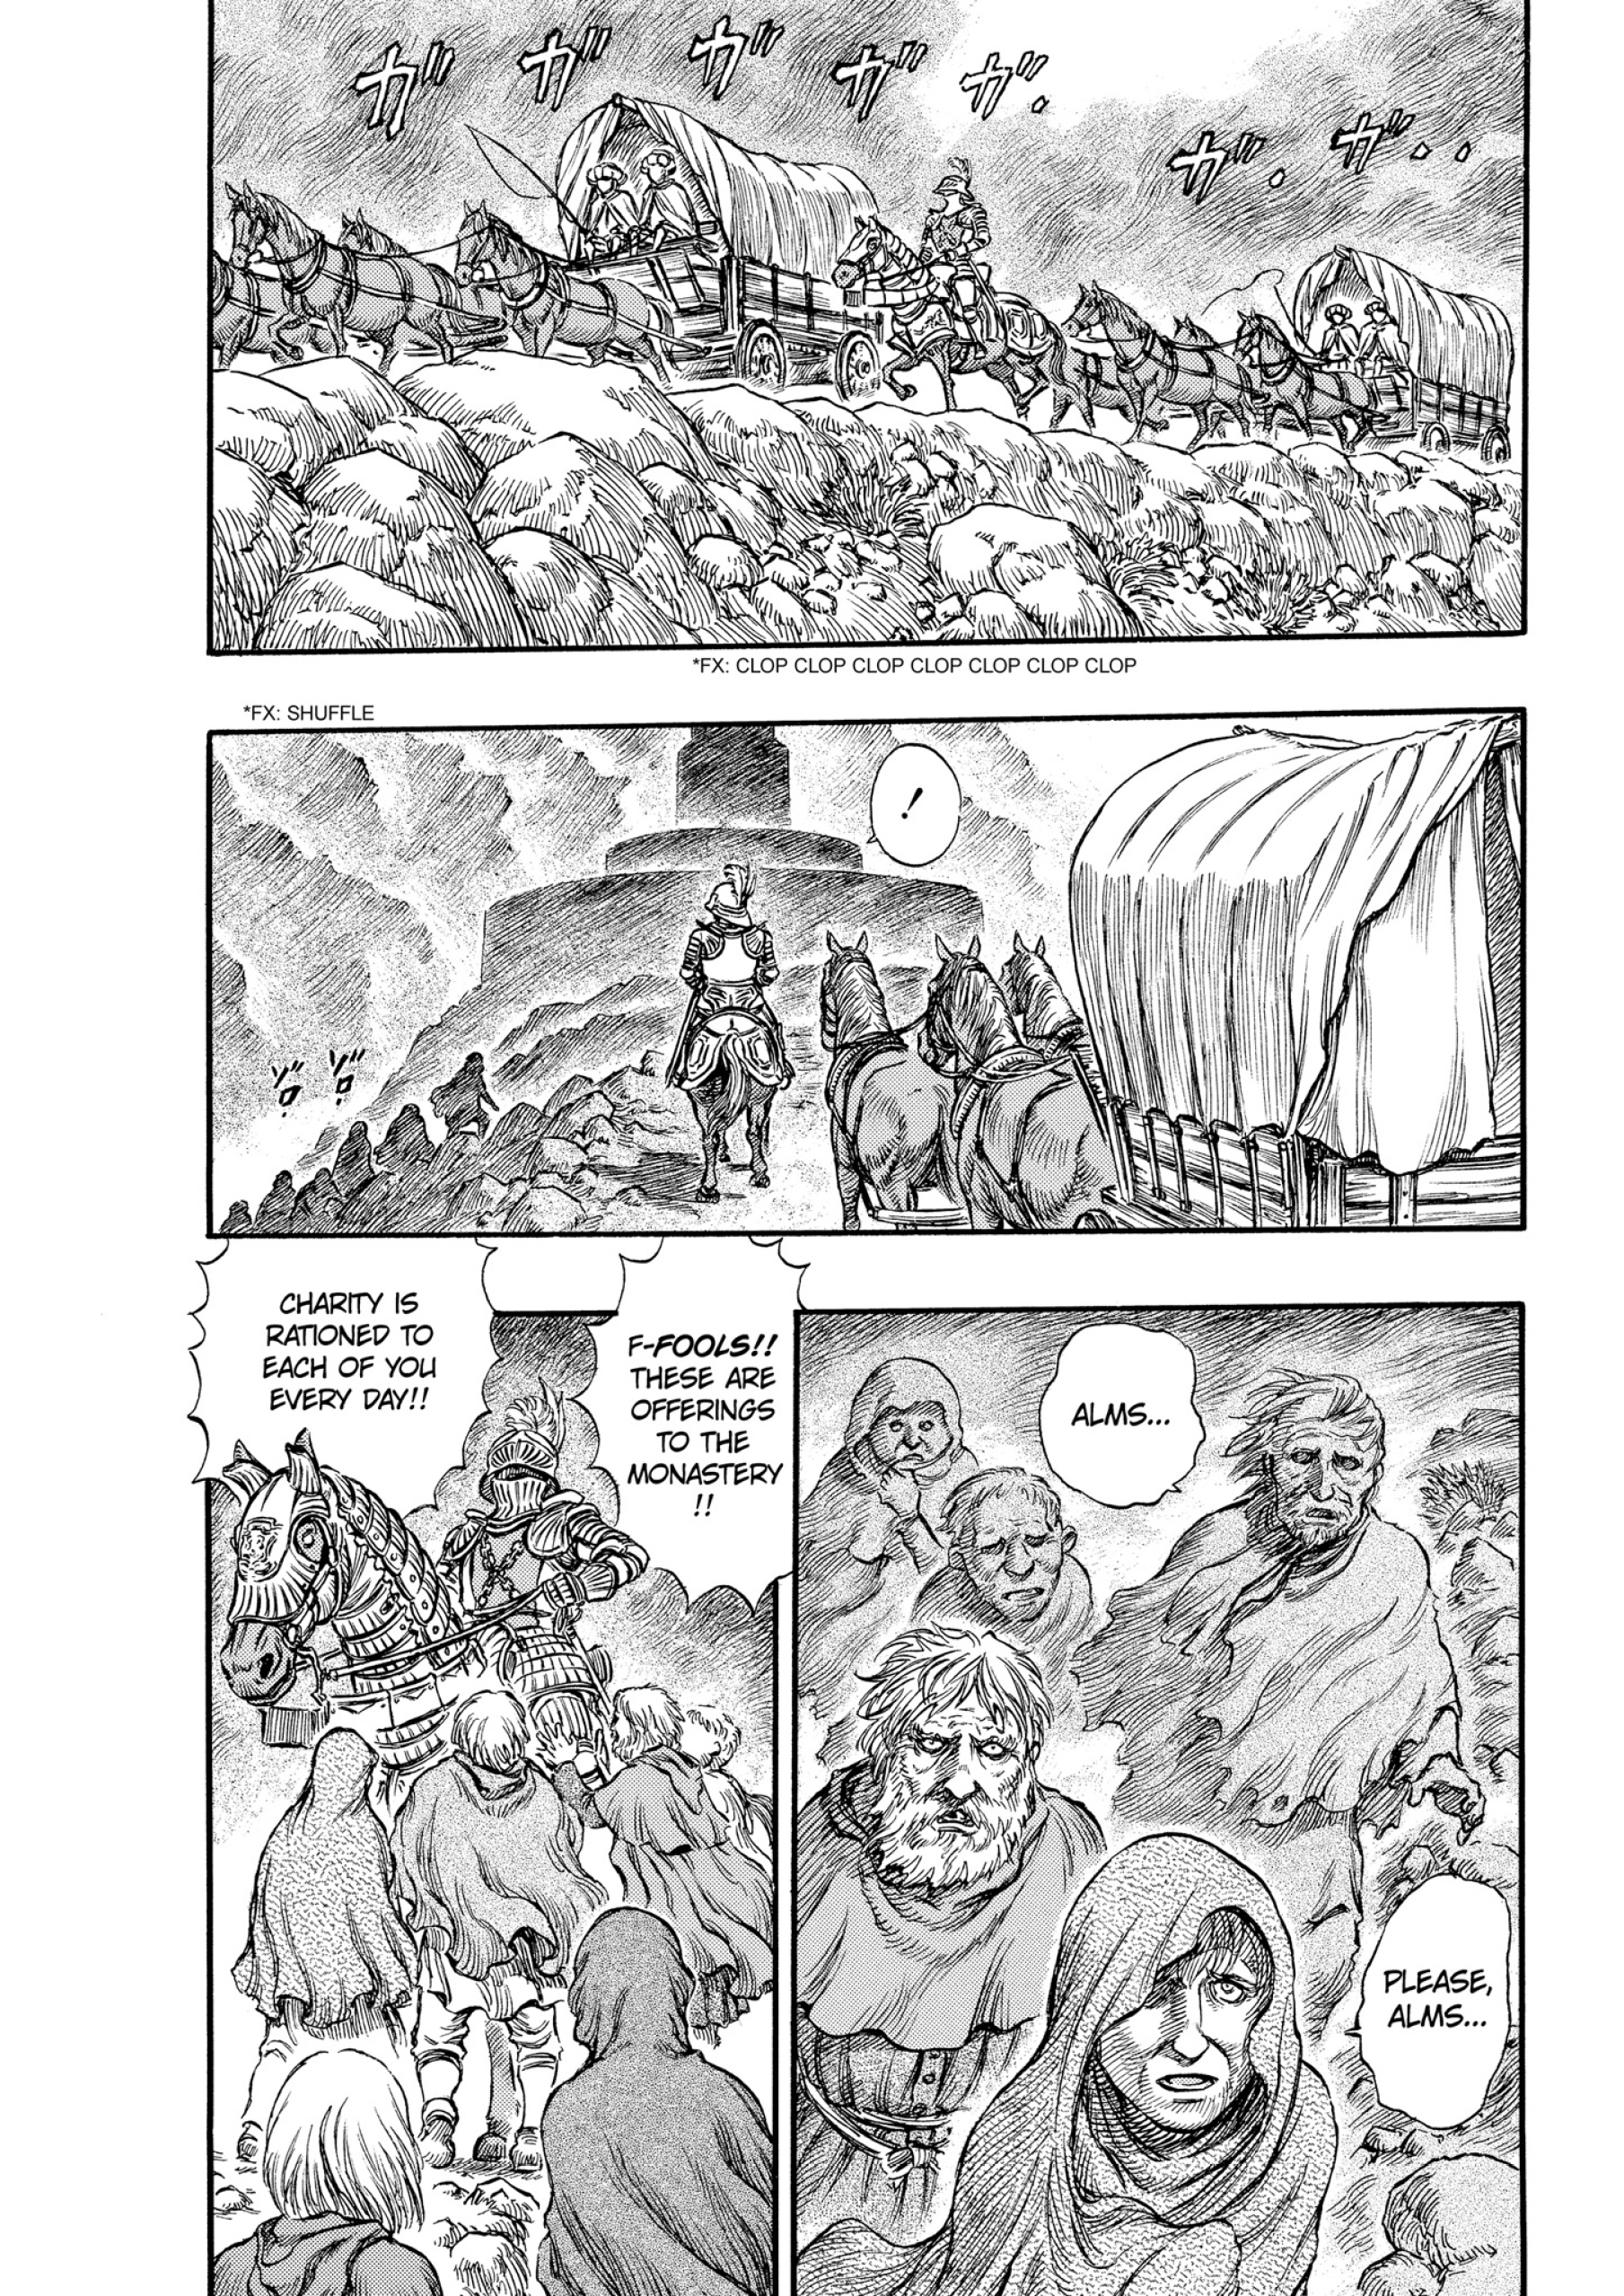 ガガガガガ.ガ.ガ..
*FX: CLOP CLOP CLOP CLOP CLOP CLOP CLOP
*FX: SHUFFLE
!
ゾロ
ゾロ
ALMS...
PLEASE,
ALMS...
F-FOOLS!!
THESE ARE
OFFERINGS
TO THE
MONASTERY
!!
CHARITY IS
RATIONED TO
EACH OF YOU
EVERY DAY!!